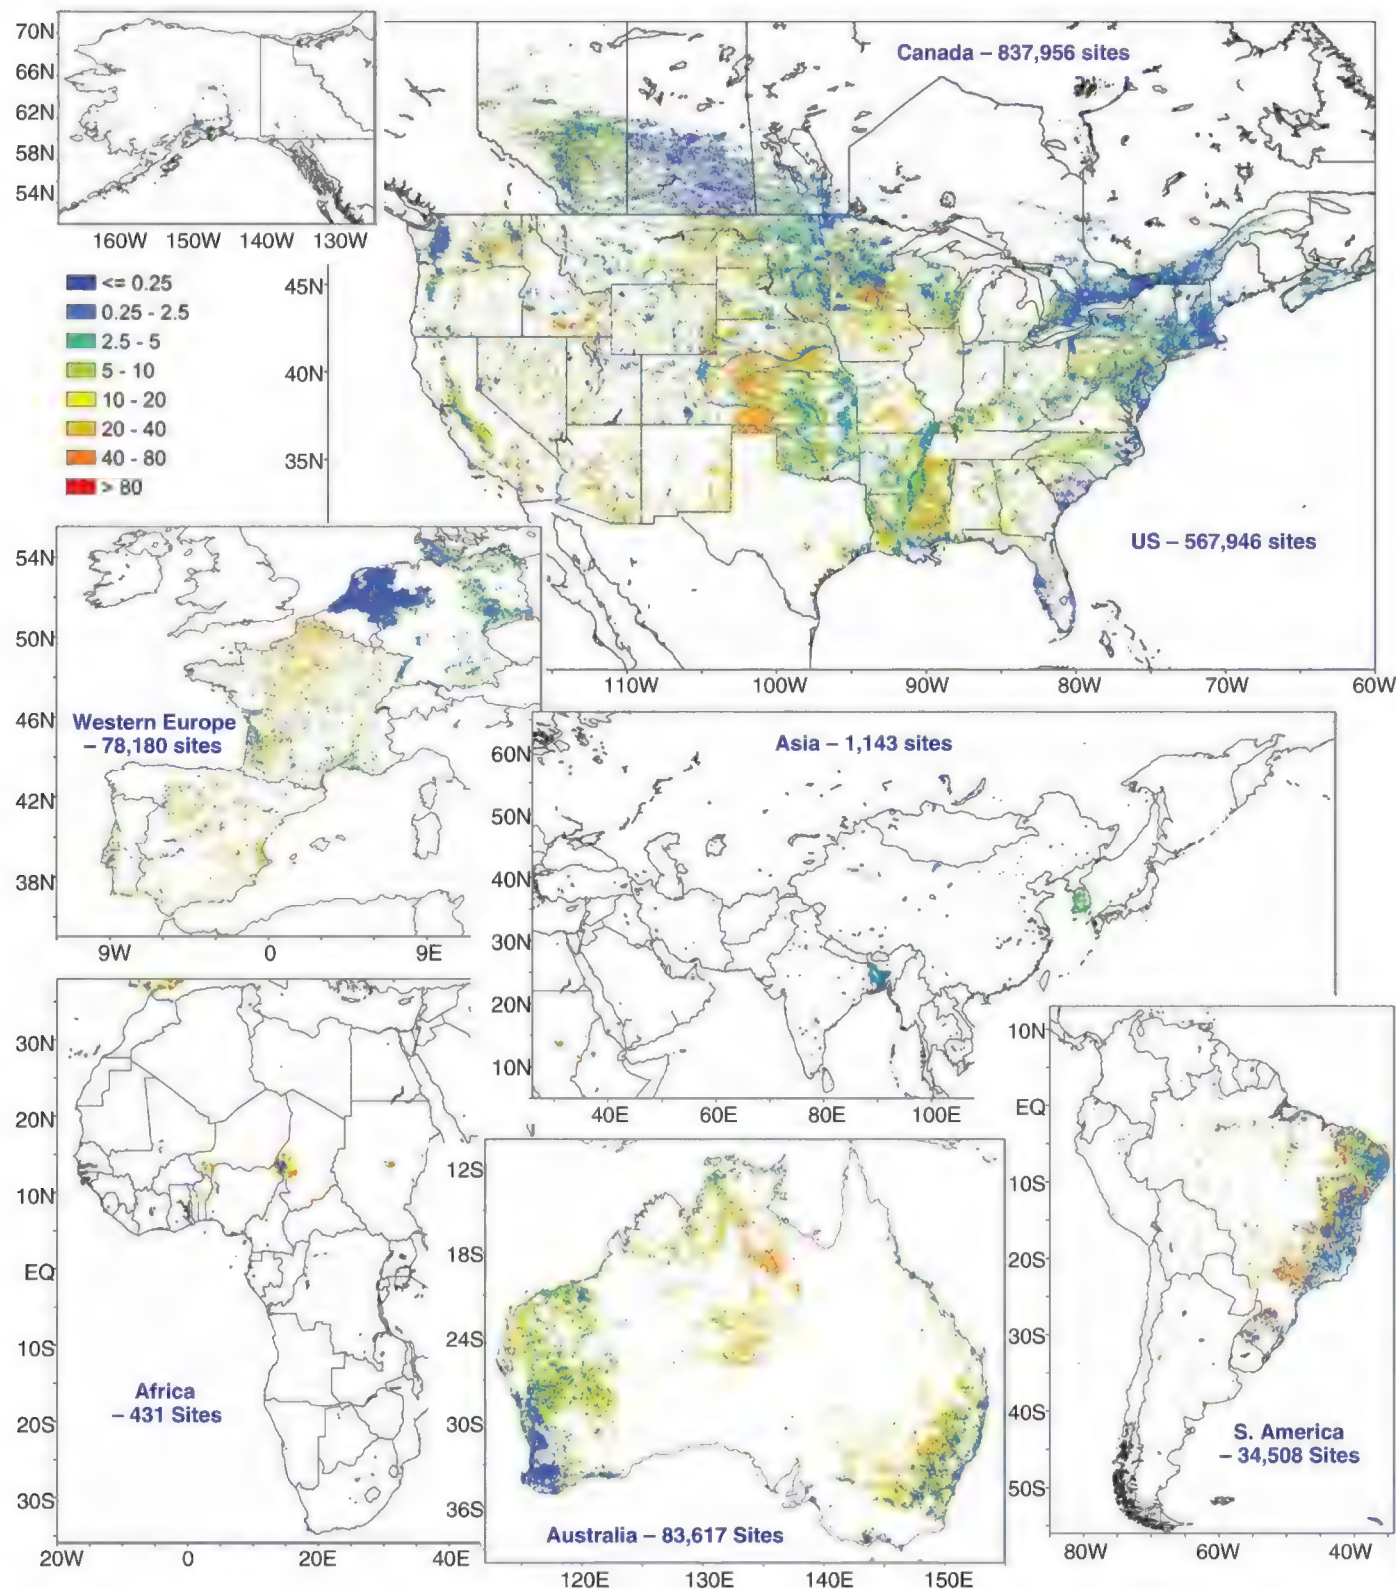 70N
66N
62N
58N
54N
160W 150W 140W 130W
Canada – 837,956 sites
<= 0.25
0.25 - 2.5
2.5 - 5
5 - 10
10 - 20
20 - 40
40 - 80
> 80
45N
40N
35N
US – 567,946 sites
110W 100W 90W 80W 70W 60W
54N
50N
46N
42N
38N
Western Europe
– 78,180 sites
9W 0 9E
Asia – 1,143 sites
60N
50N
40N
30N
20N
10N
40E 60E 80E 100E
30N
20N
10N
EQ
10S
20S
30S
Africa
– 431 Sites
20W 0 20E 40E
12S
18S
24S
30S
36S
Australia – 83,617 Sites
120E 130E 140E 150E
10N
EQ
10S
20S
30S
40S
50S
S. America
– 34,508 Sites
80W 60W 40W